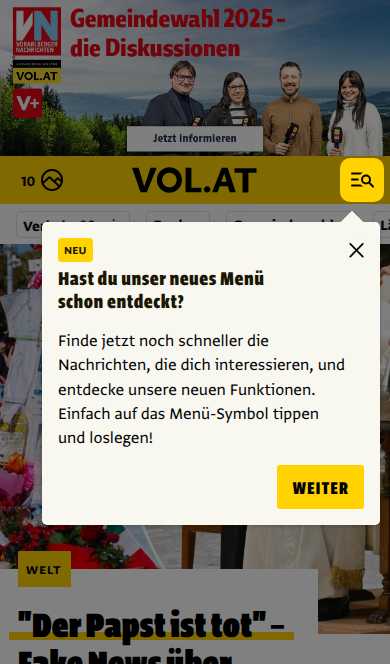 Gemeindewahl 2025 –
die Diskussionen
VN
VORARLBERGER
NACHRICHTEN
VOL.AT
V+
Jetzt informieren
10
VOL.AT
NEU
Hast du unser neues Menü
schon entdeckt?
Finde jetzt noch schneller die
Nachrichten, die dich interessieren, und
entdecke unsere neuen Funktionen.
Einfach auf das Menü-Symbol tippen
und loslegen!
WEITER
WELT
"Der Papst ist tot" –
Fake News über